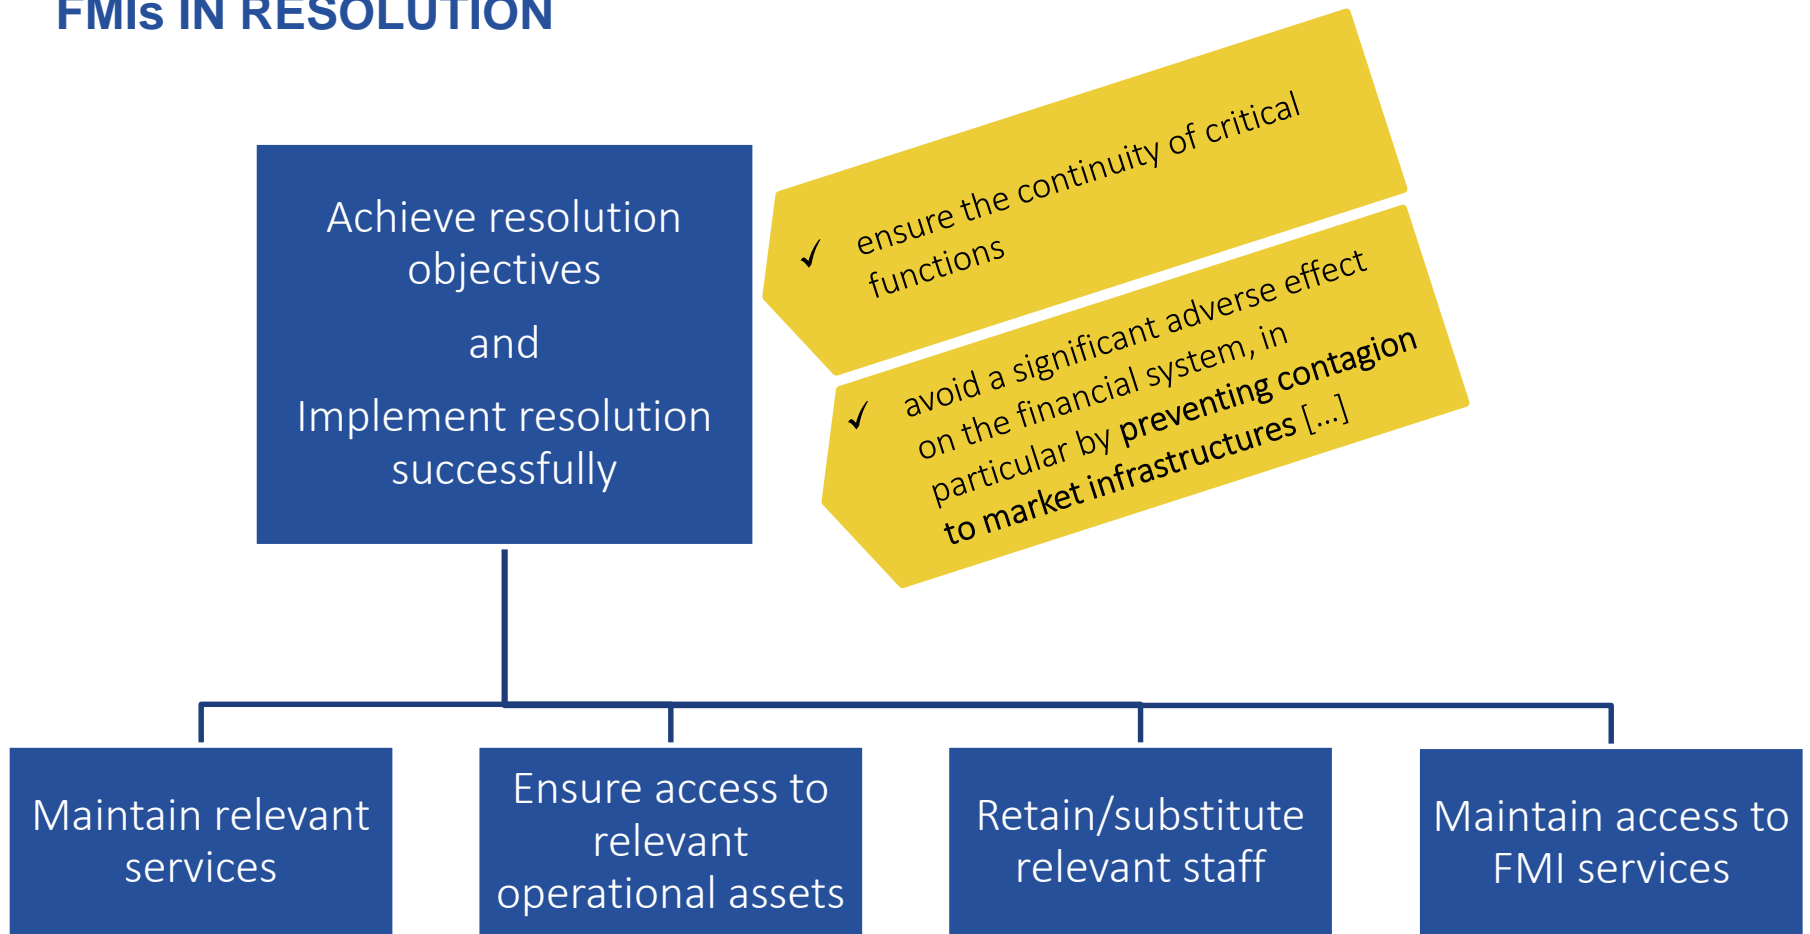 FMIs IN RESOLUTION
Achieve resolution
objectives
and
Implement resolution
successfully
✓ ensure the continuity of critical
functions
✓ avoid a significant adverse effect
on the financial system, in
particular by preventing contagion
to market infrastructures [...]
Maintain relevant
services
Ensure access to
relevant
operational assets
Retain/substitute
relevant staff
Maintain access to
FMI services